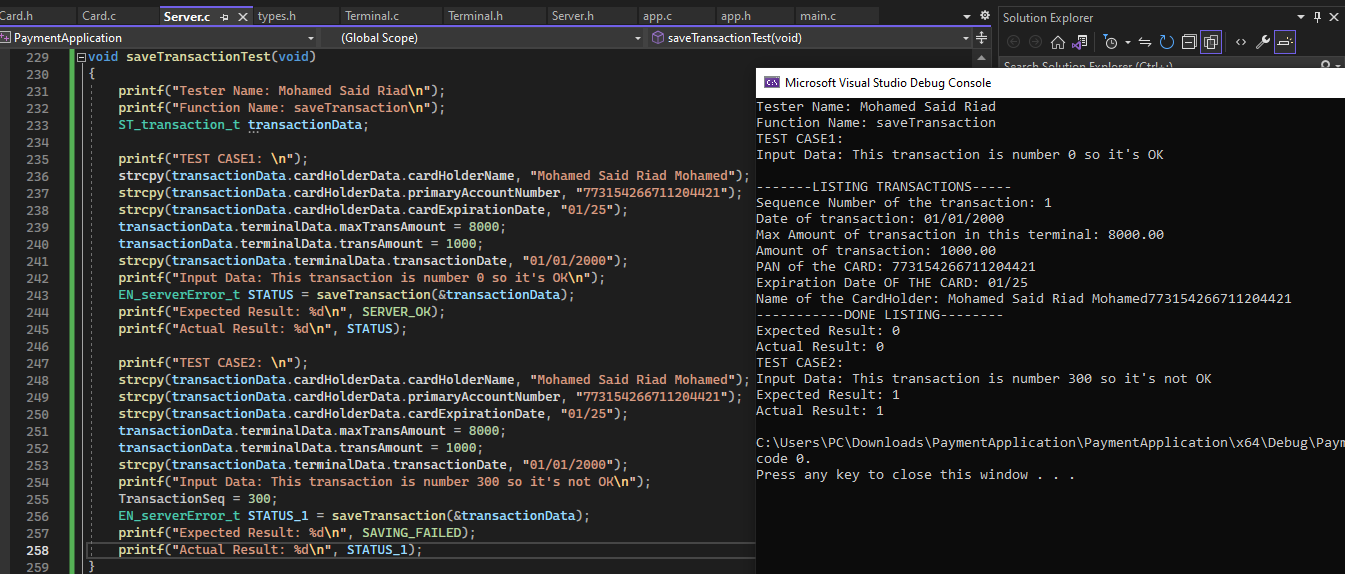 Card.h Card.c Server.c types.h Terminal.c Terminal.h Server.h app.c app.h main.c
PaymentApplication (Global Scope) saveTransactionTest(void)
229 void saveTransactionTest(void)
230 {
231 printf("Tester Name: Mohamed Said Riad\n");
232 printf("Function Name: saveTransaction\n");
233 ST_transaction_t transactionData;
234
235 printf("TEST CASE1: \n");
236 strcpy(transactionData.cardHolderData.cardHolderName, "Mohamed Said Riad Mohamed");
237 strcpy(transactionData.cardHolderData.primaryAccountNumber, "773154266711204421");
238 strcpy(transactionData.cardHolderData.cardExpirationDate, "01/25");
239 transactionData.terminalData.maxTransAmount = 8000;
240 transactionData.terminalData.transAmount = 1000;
241 strcpy(transactionData.terminalData.transactionDate, "01/01/2000");
242 printf("Input Data: This transaction is number 0 so it's OK\n");
243 EN_serverError_t STATUS = saveTransaction(&transactionData);
244 printf("Expected Result: %d\n", SERVER_OK);
245 printf("Actual Result: %d\n", STATUS);
246
247 printf("TEST CASE2: \n");
248 strcpy(transactionData.cardHolderData.cardHolderName, "Mohamed Said Riad Mohamed");
249 strcpy(transactionData.cardHolderData.primaryAccountNumber, "773154266711204421");
250 strcpy(transactionData.cardHolderData.cardExpirationDate, "01/25");
251 transactionData.terminalData.maxTransAmount = 8000;
252 transactionData.terminalData.transAmount = 1000;
253 strcpy(transactionData.terminalData.transactionDate, "01/01/2000");
254 printf("Input Data: This transaction is number 300 so it's not OK\n");
255 TransactionSeq = 300;
256 EN_serverError_t STATUS_1 = saveTransaction(&transactionData);
257 printf("Expected Result: %d\n", SAVING_FAILED);
258 printf("Actual Result: %d\n", STATUS_1);
259 }
Solution Explorer
Search Solution Explorer (Ctrl+;)
Microsoft Visual Studio Debug Console
Tester Name: Mohamed Said Riad
Function Name: saveTransaction
TEST CASE1:
Input Data: This transaction is number 0 so it's OK
-------LISTING TRANSACTIONS-----
Sequence Number of the transaction: 1
Date of transaction: 01/01/2000
Max Amount of transaction in this terminal: 8000.00
Amount of transaction: 1000.00
PAN of the CARD: 773154266711204421
Expiration Date OF THE CARD: 01/25
Name of the CardHolder: Mohamed Said Riad Mohamed773154266711204421
-----------DONE LISTING--------
Expected Result: 0
Actual Result: 0
TEST CASE2:
Input Data: This transaction is number 300 so it's not OK
Expected Result: 1
Actual Result: 1
C:\Users\PC\Downloads\PaymentApplication\PaymentApplication\x64\Debug\Paym
code 0.
Press any key to close this window . . .